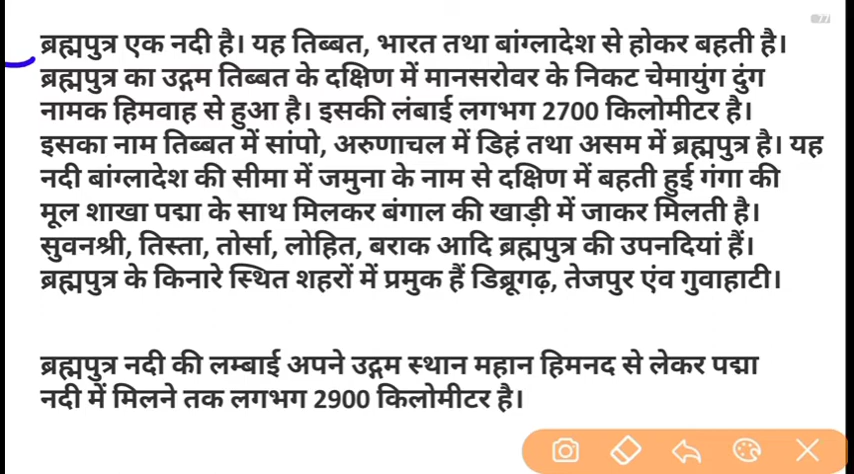 77
ब्रह्मपुत्र एक नदी है। यह तिब्बत, भारत तथा बांग्लादेश से होकर बहती है।
ब्रह्मपुत्र का उद्गम तिब्बत के दक्षिण में मानसरोवर के निकट चेमायुंग दुंग
नामक हिमवाह से हुआ है। इसकी लंबाई लगभग 2700 किलोमीटर है।
इसका नाम तिब्बत में सांपो, अरुणाचल में डिहं तथा असम में ब्रह्मपुत्र है। यह
नदी बांग्लादेश की सीमा में जमुना के नाम से दक्षिण में बहती हुई गंगा की
मूल शाखा पद्मा के साथ मिलकर बंगाल की खाड़ी में जाकर मिलती है।
सुवनश्री, तिस्ता, तोर्सा, लोहित, बराक आदि ब्रह्मपुत्र की उपनदियां हैं।
ब्रह्मपुत्र के किनारे स्थित शहरों में प्रमुक हैं डिब्रूगढ़, तेजपुर एंव गुवाहाटी।
ब्रह्मपुत्र नदी की लम्बाई अपने उद्गम स्थान महान हिमनद से लेकर पद्मा
नदी में मिलने तक लगभग 2900 किलोमीटर है।